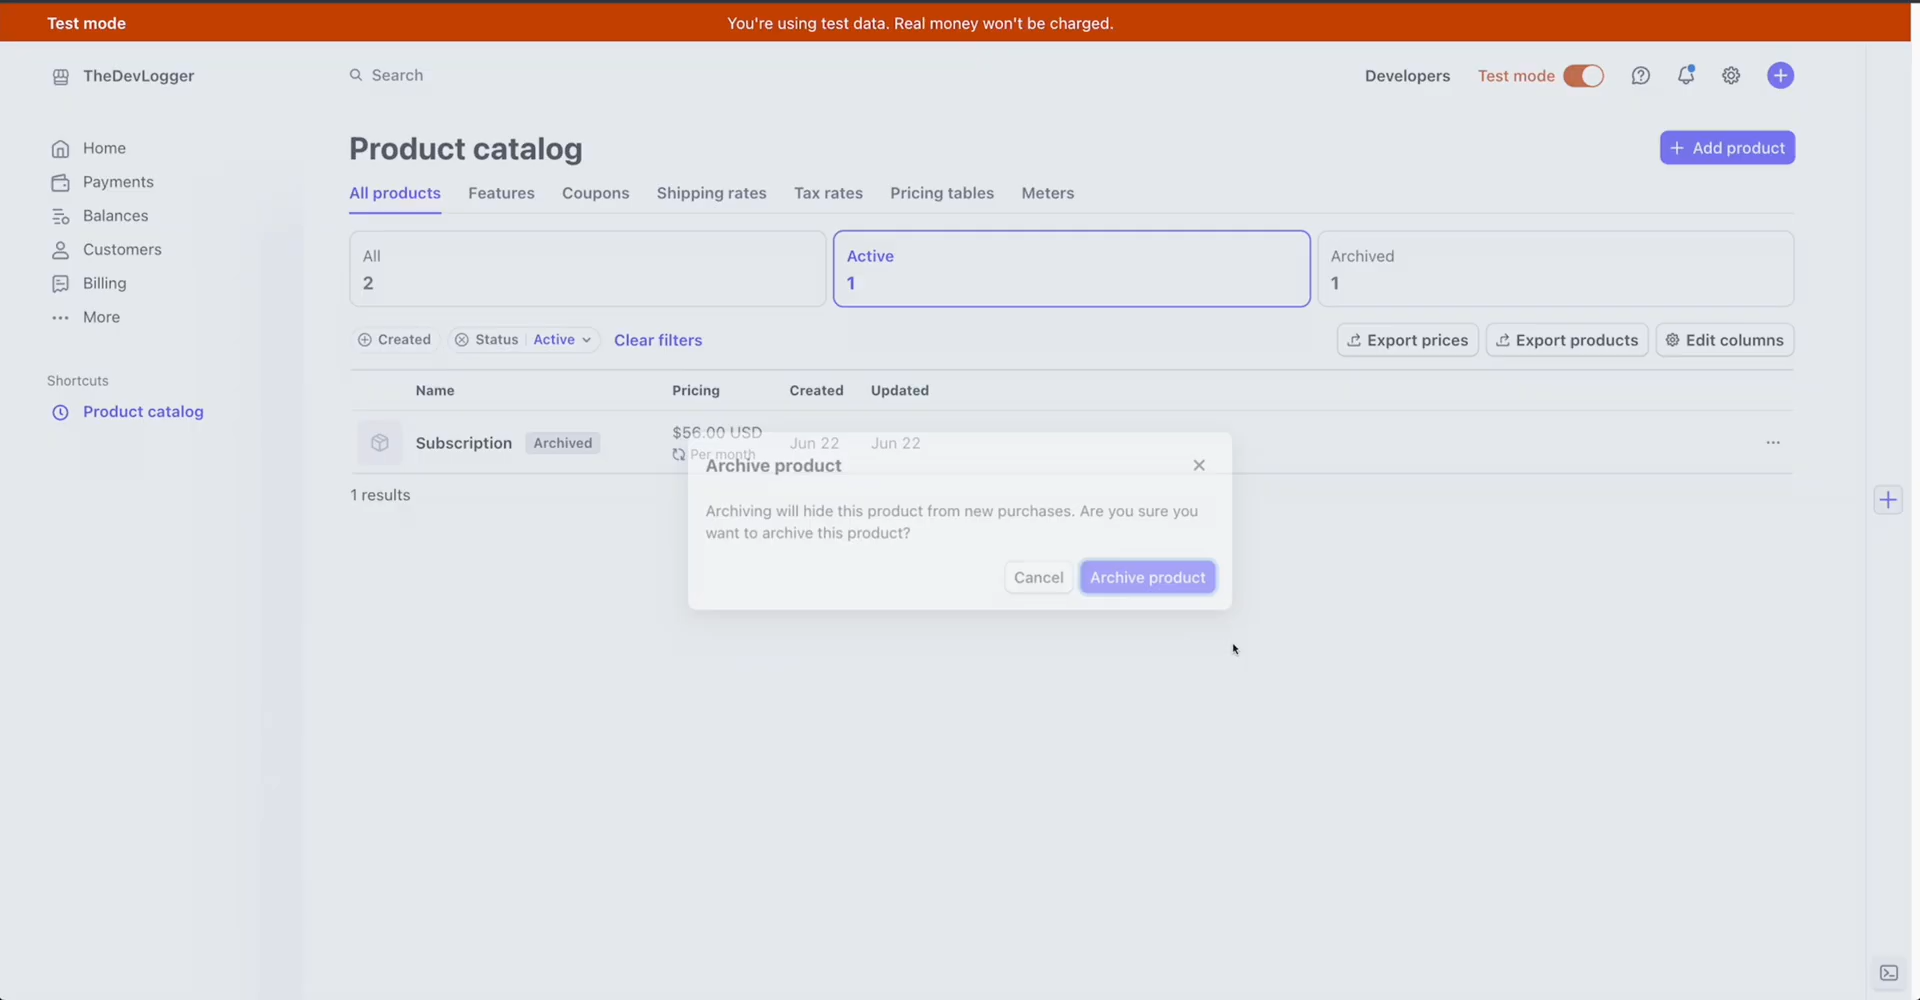 Test mode
You're using test data. Real money won't be charged.
TheDevLogger
Search
Developers
Test mode
Home
Payments
Balances
Customers
Billing
More
Shortcuts
Product catalog
Product catalog
Add product
All products
Features
Coupons
Shipping rates
Tax rates
Pricing tables
Meters
All
2
Active
1
Archived
1
Created
Status
Active
Clear filters
Export prices
Export products
Edit columns
Name
Pricing
Created
Updated
Subscription
Archived
$56.00 USD
Per month
Jun 22
Jun 22
1 results
Archive product
Archiving will hide this product from new purchases. Are you sure you
want to archive this product?
Cancel
Archive product